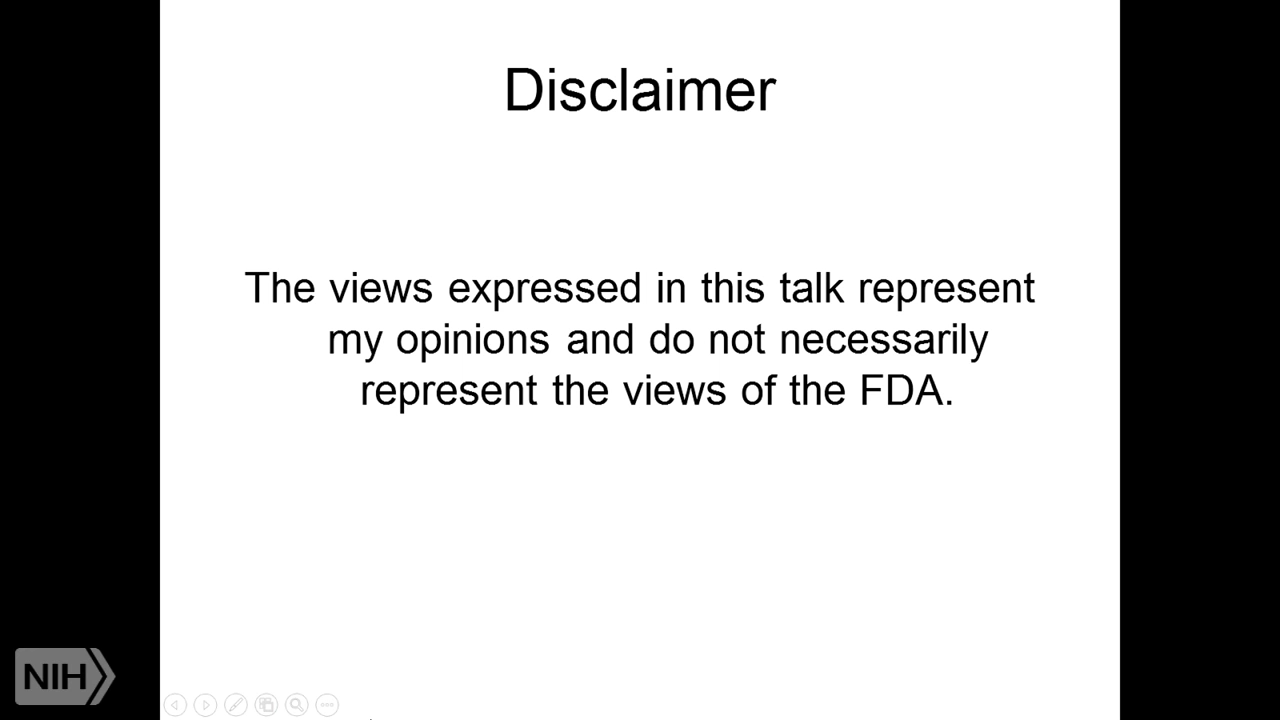 Disclaimer
The views expressed in this talk represent
my opinions and do not necessarily
represent the views of the FDA.
NIH